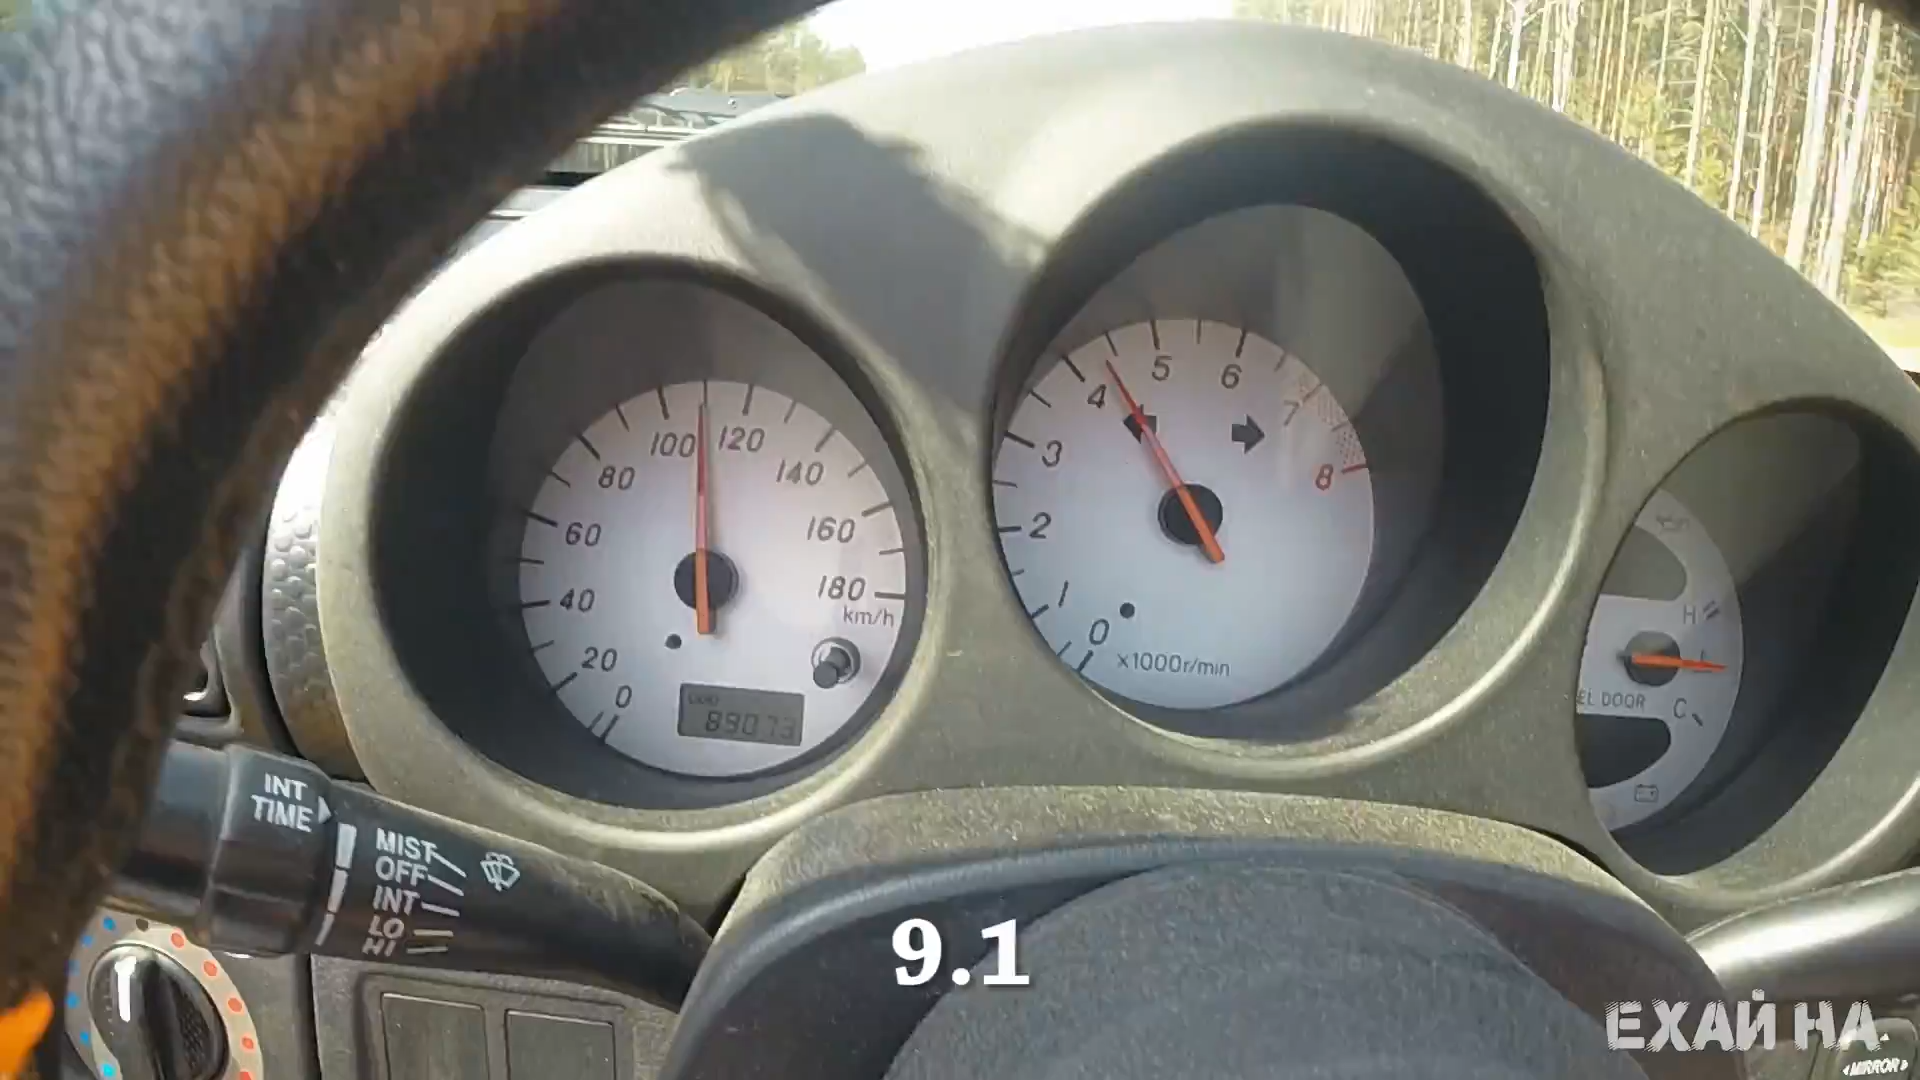 0
20
40
60
80
100
120
140
160
180
km/h
ODO
89073
0
1
2
3
4
5
6
7
8
x1000r/min
H
C
EL DOOR
INT
TIME
MIST
OFF
INT
LO
HI
9.1
ЕХАЙ НА
MIRROR